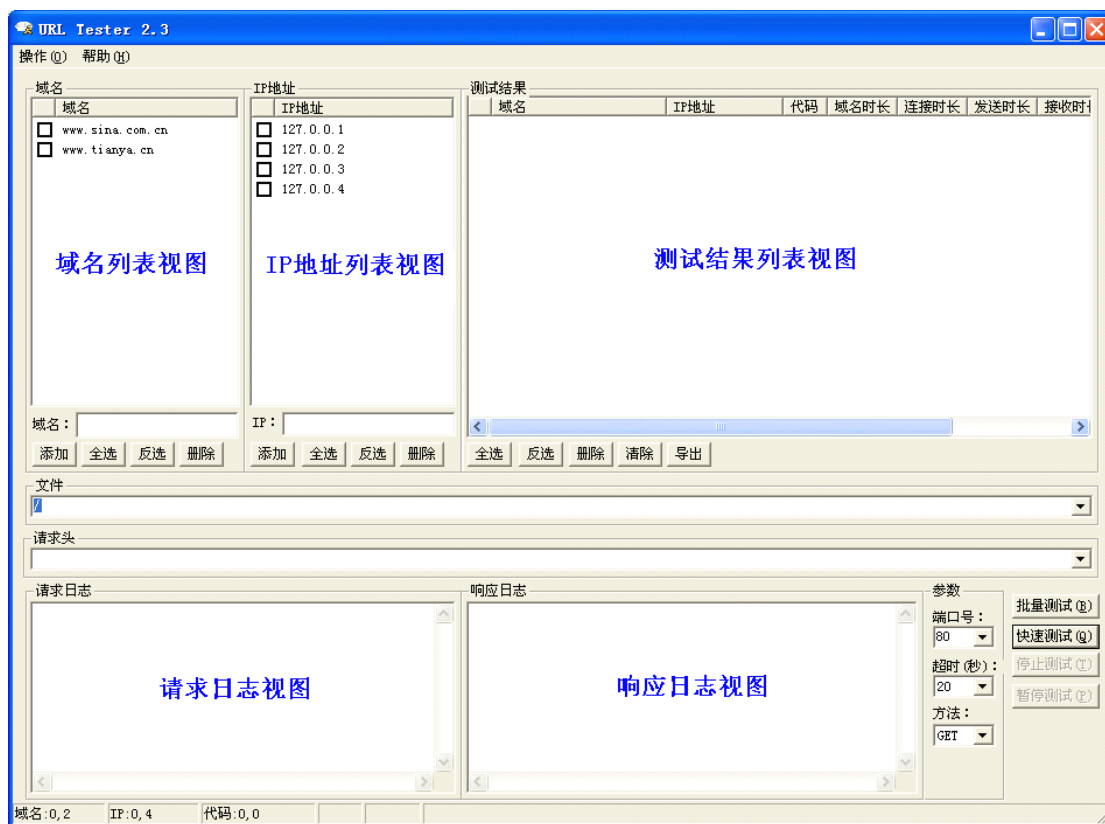 URL Tester 2.3
操作(O) 帮助(H)
域名
域名
www.sina.com.cn
www.tianya.cn
域名列表视图
域名：
添加 全选 反选 删除
IP地址
IP地址
127.0.0.1
127.0.0.2
127.0.0.3
127.0.0.4
IP地址列表视图
IP：
添加 全选 反选 删除
测试结果
域名 IP地址 代码 域名时长 连接时长 发送时长 接收时
测试结果列表视图
全选 反选 删除 清除 导出
文件
/
请求头
请求日志
请求日志视图
响应日志
响应日志视图
参数
端口号：
80
超时(秒)：
20
方法：
GET
批量测试(B)
快速测试(Q)
停止测试(T)
暂停测试(P)
域名:0,2 IP:0,4 代码:0,0